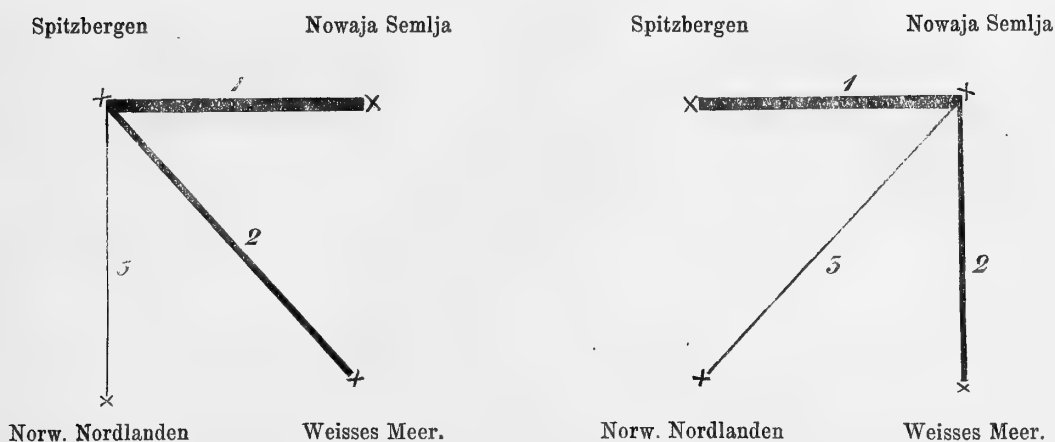 Spitzbergen Nowaja Semlja Spitzbergen Nowaja Semlja
1 1
2
3
3 2
Norw. Nordlanden Weisses Meer. Norw. Nordlanden Weisses Meer.